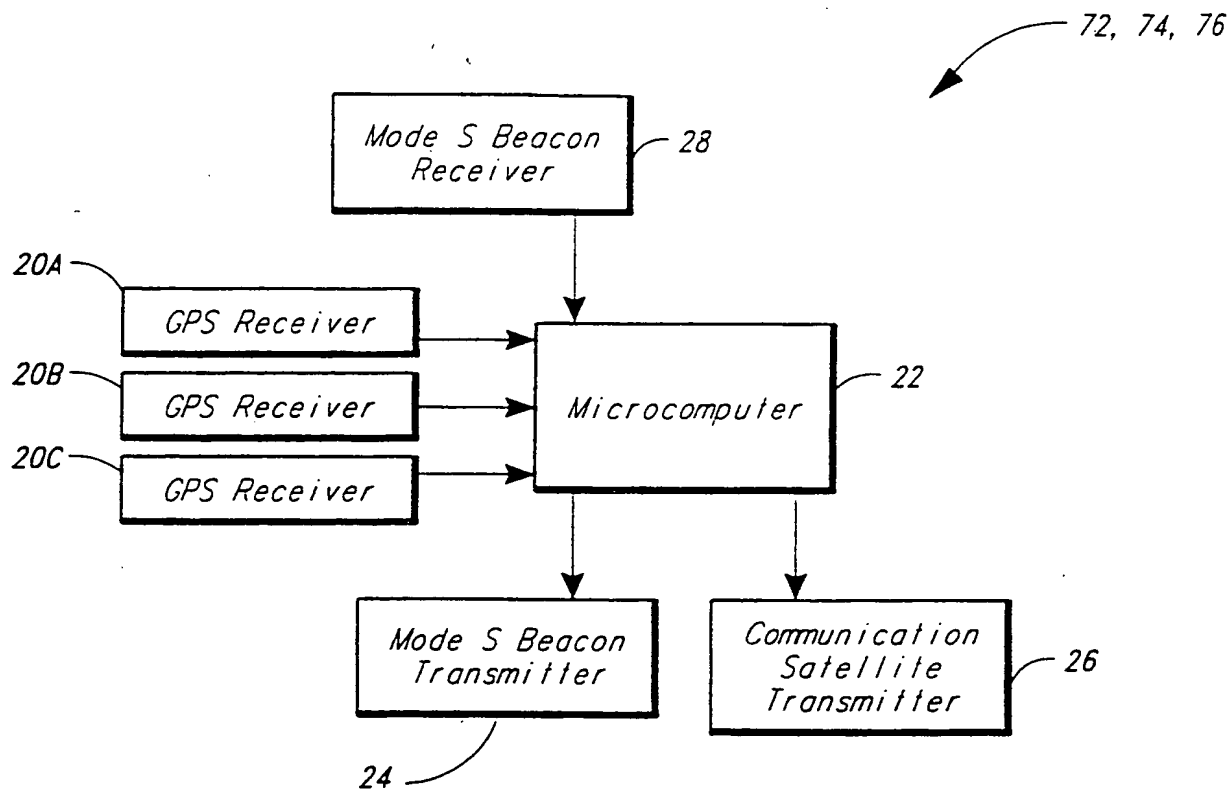 72, 74, 76
Mode S Beacon
Receiver
28
20A
GPS Receiver
20B
GPS Receiver
20C
GPS Receiver
Microcomputer
22
Mode S Beacon
Transmitter
24
Communication
Satellite
Transmitter
26